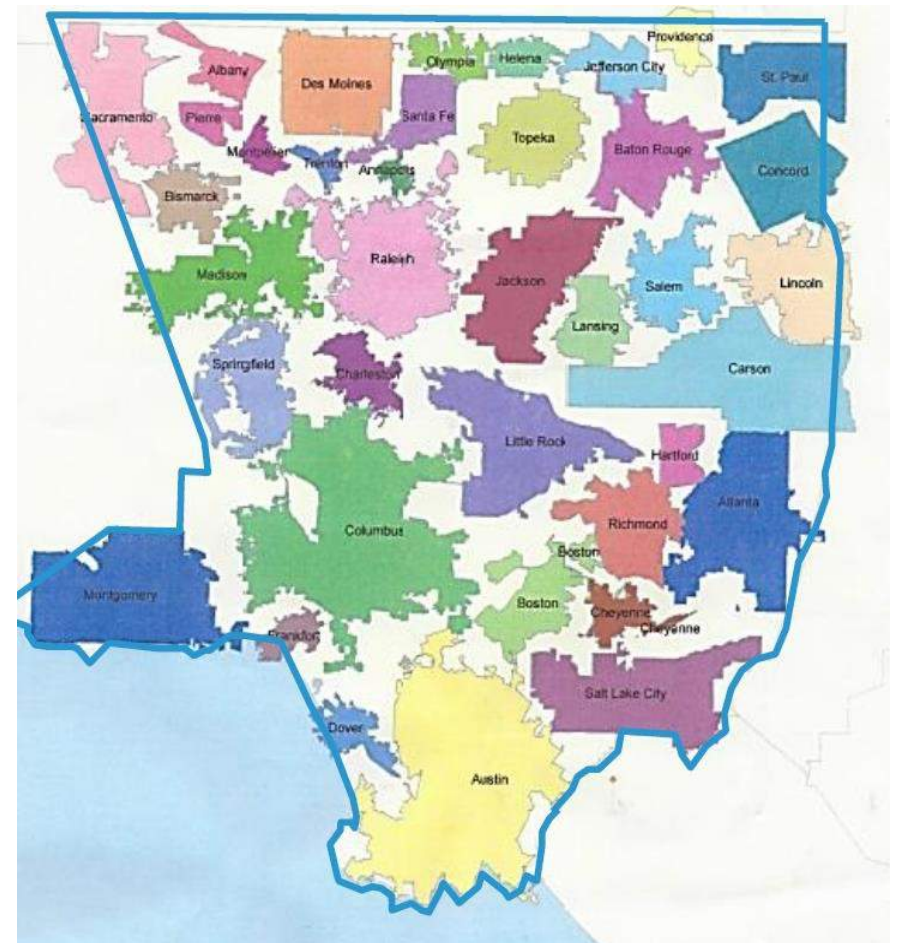 Providence
Albany
Olympia
Helena
Jefferson City
St. Paul
Des Moines
Sacramento
Pierre
Santa Fe
Topeka
Montpelier
Trenton
Annapolis
Baton Rouge
Concord
Bismarck
Madison
Raleigh
Jackson
Salem
Lincoln
Lansing
Springfield
Charleston
Carson
Little Rock
Hartford
Columbus
Richmond
Atlanta
Boston
Montgomery
Boston
Cheyenne
Cheyenne
Frankfort
Salt Lake City
Dover
Austin